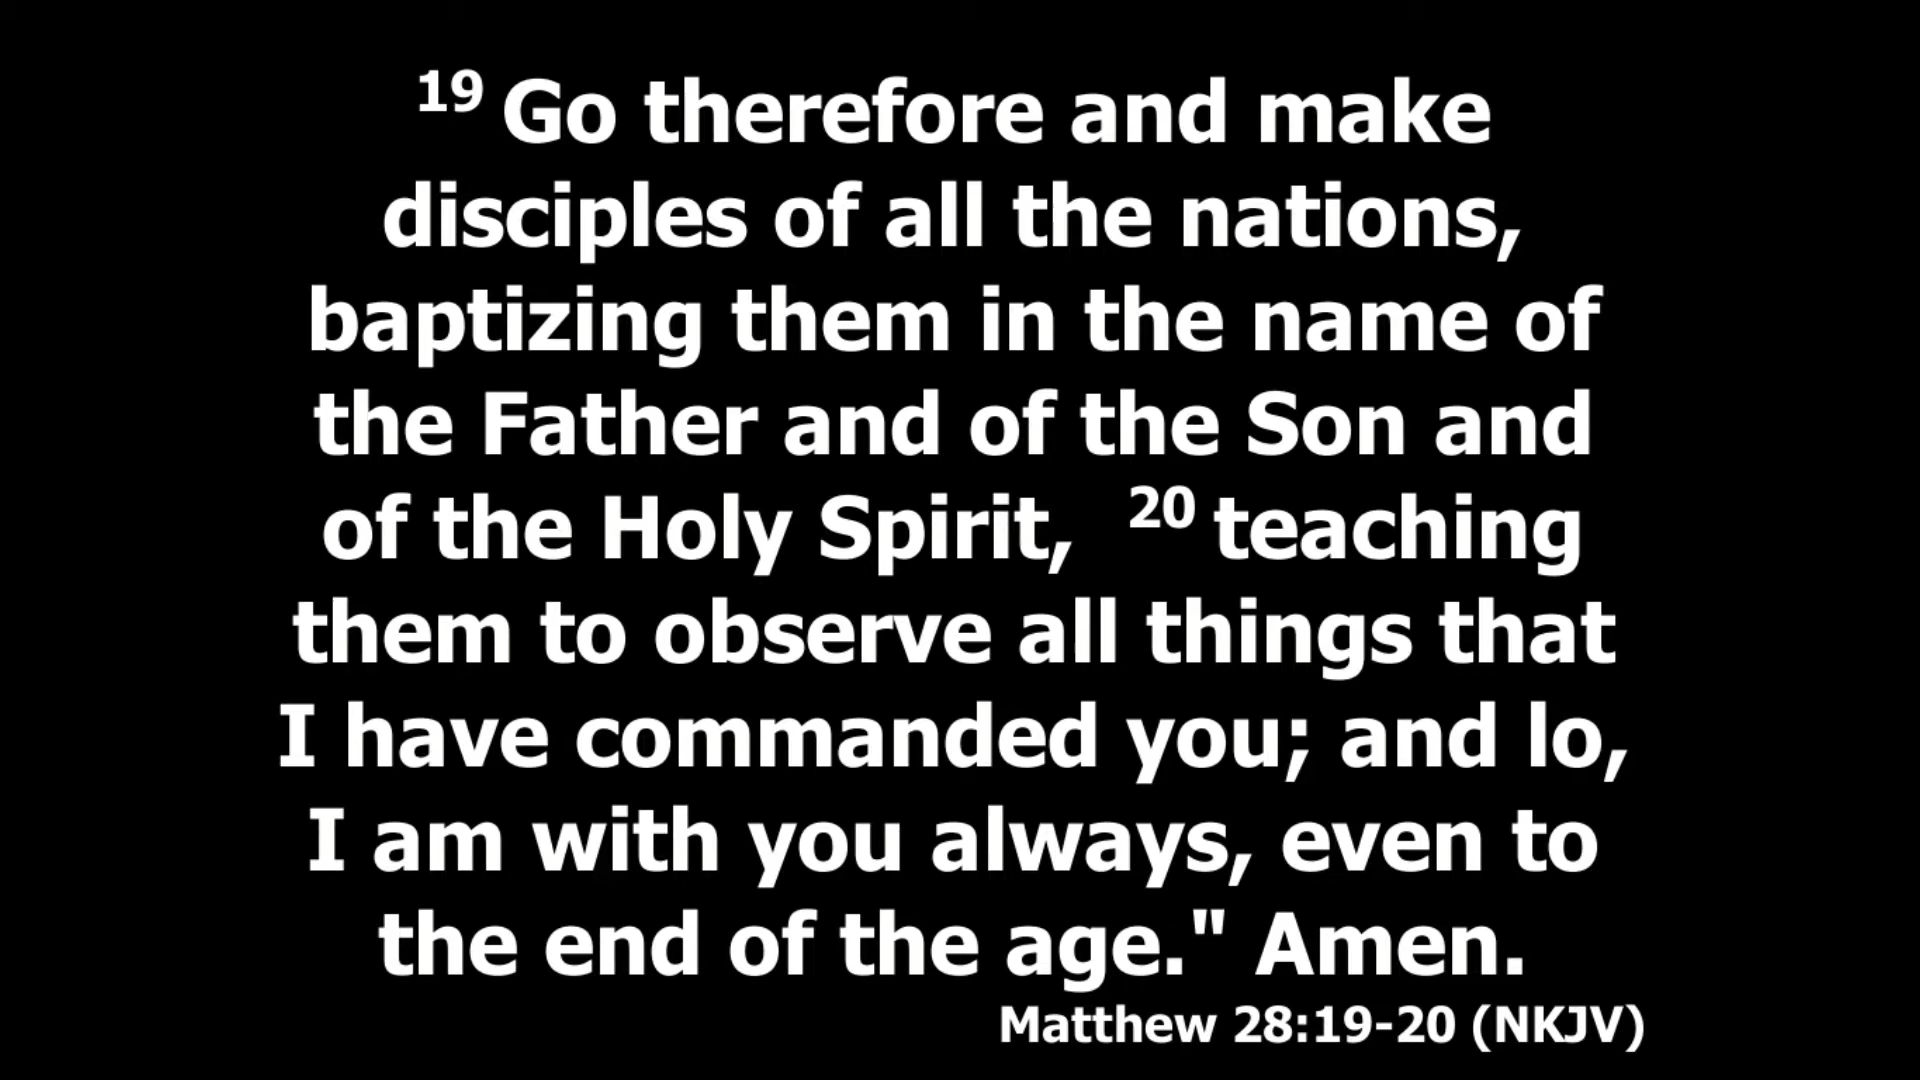 19 Go therefore and make
disciples of all the nations,
baptizing them in the name of
the Father and of the Son and
of the Holy Spirit, 20 teaching
them to observe all things that
I have commanded you; and lo,
I am with you always, even to
the end of the age." Amen.
Matthew 28:19-20 (NKJV)